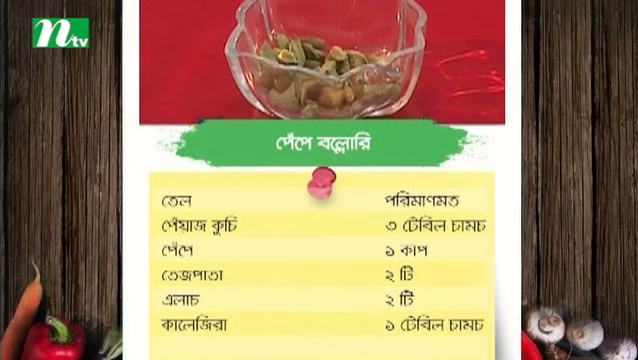 ntv
পেঁপে বল্লোরি
তেল পরিমাণমত
পেঁয়াজ কুচি ৩ টেবিল চামচ
পেঁপে ১ কাপ
তেজপাতা ২ টি
এলাচ ২ টি
কালেজিরা ১ টেবিল চামচ